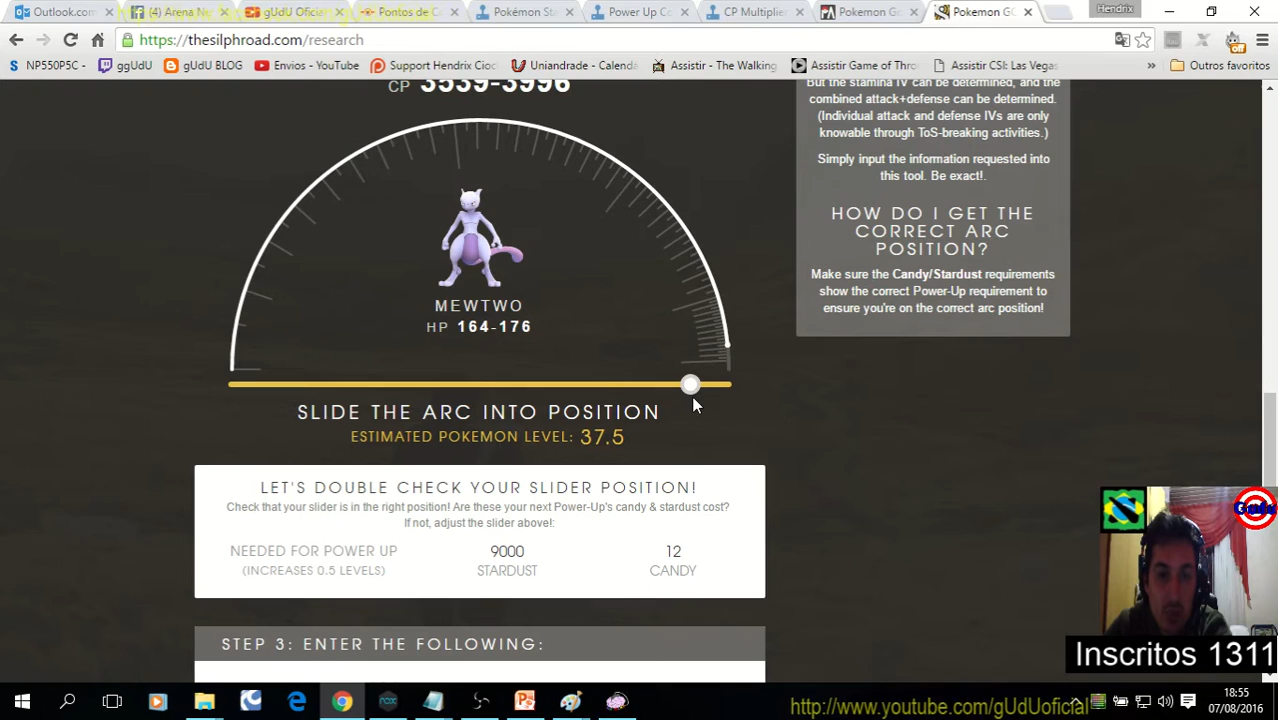 Outlook.com
(4) Arena N
gUdU Oficia
Pontos de C
Pokémon St
Power Up C
CP Multiplie
Pokemon Go
Pokemon GO
Hendrix
https://thesilphroad.com/research
NP550P5C -
ggUdU
gUdU BLOG
Envios - YouTube
Support Hendrix Cioc
Uniandrade - Calenda
Assistir - The Walking
Assistir Game of Thro
Assistir CSI: Las Vegas
»
Outros favoritos
off
CP 3539-3996
MEWTWO
HP 164-176
SLIDE THE ARC INTO POSITION
ESTIMATED POKEMON LEVEL: 37.5
LET'S DOUBLE CHECK YOUR SLIDER POSITION!
Check that your slider is in the right position! Are these your next Power-Up's candy & stardust cost?
If not, adjust the slider above!:
NEEDED FOR POWER UP
(INCREASES 0.5 LEVELS)
9000
STARDUST
12
CANDY
STEP 3: ENTER THE FOLLOWING:
But the stamina IV can be determined, and the
combined attack+defense can be determined.
(Individual attack and defense IVs are only
knowable through ToS-breaking activities.)
Simply input the information requested into
this tool. Be exact!.
HOW DO I GET THE
CORRECT ARC
POSITION?
Make sure the Candy/Stardust requirements
show the correct Power-Up requirement to
ensure you're on the correct arc position!
Inscritos 1311
http://www.youtube.com/gUdUoficial
18:55
07/08/2016